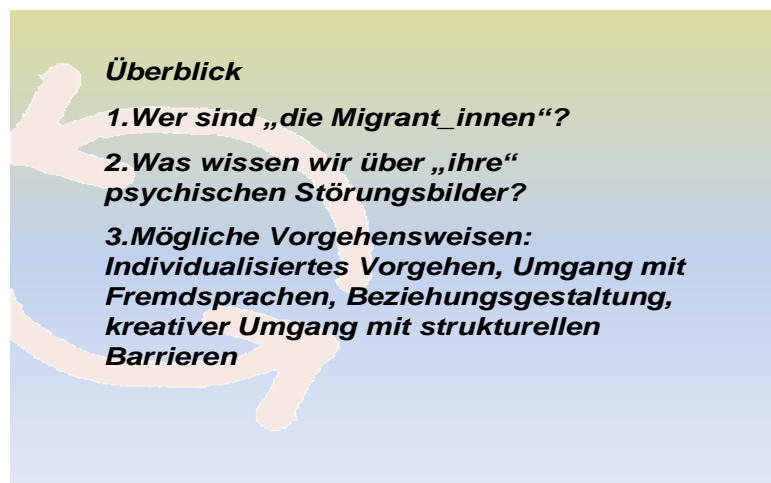 Überblick
1.Wer sind „die Migrant_innen“?
2.Was wissen wir über „ihre“
psychischen Störungsbilder?
3.Mögliche Vorgehensweisen:
Individualisiertes Vorgehen, Umgang mit
Fremdsprachen, Beziehungsgestaltung,
kreativer Umgang mit strukturellen
Barrieren